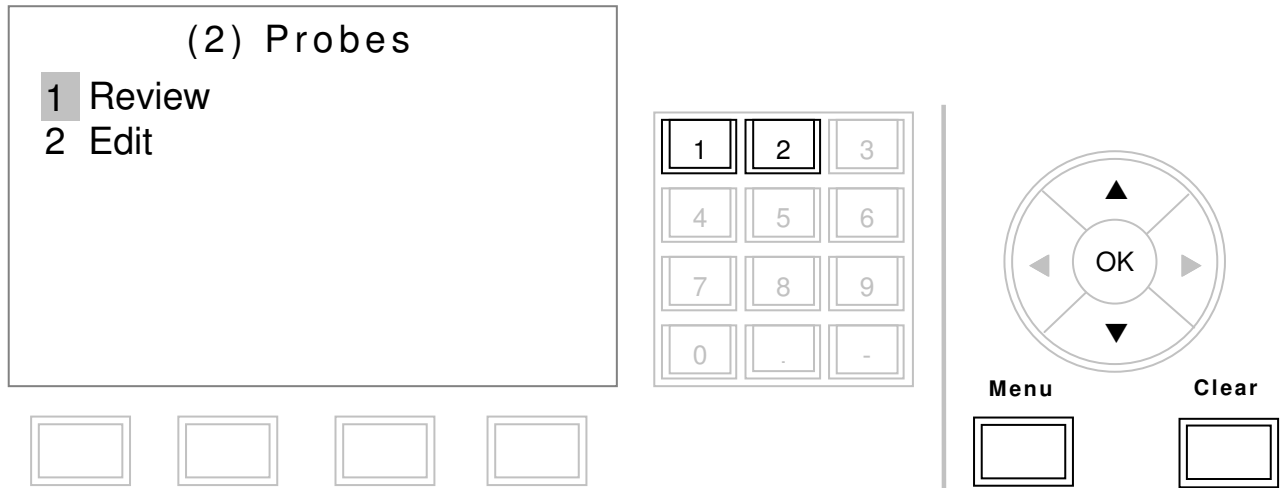 (2) Probes
1 Review
2 Edit
1 2 3
4 5 6
7 8 9
0 . -
OK
Menu Clear